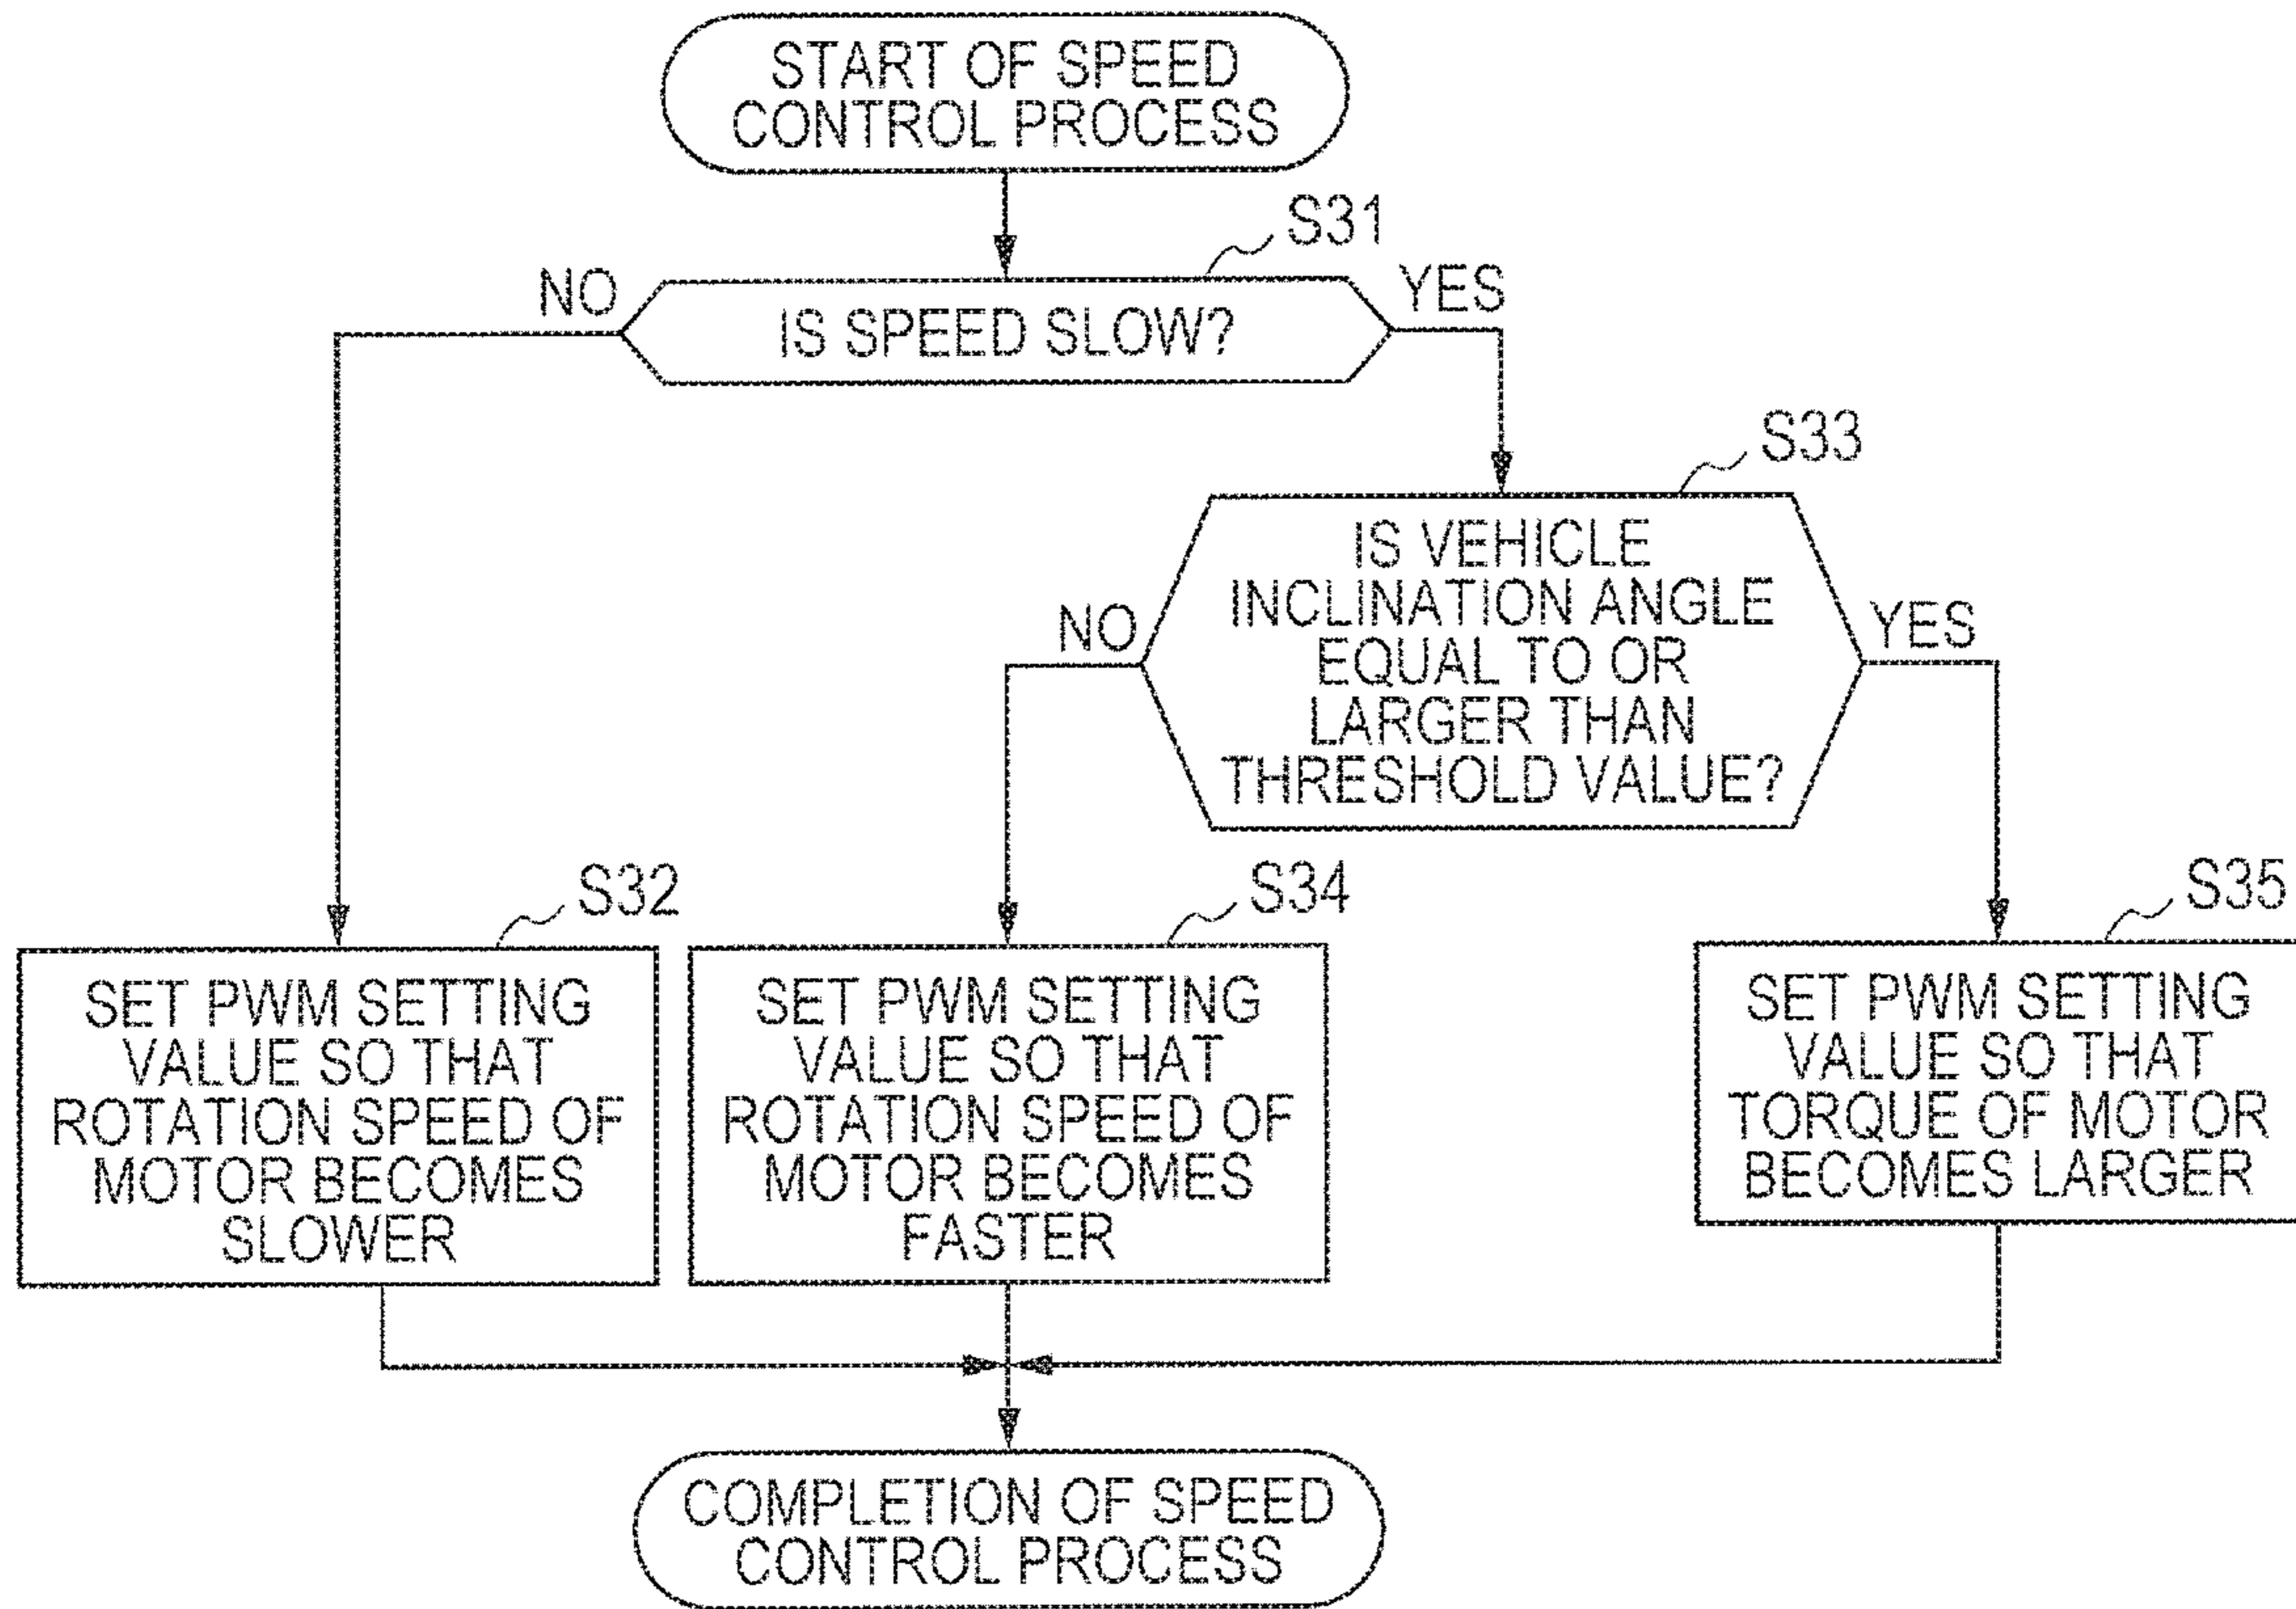 START OF SPEED
CONTROL PROCESS
S31
NO
YES
IS SPEED SLOW?
S33
IS VEHICLE
INCLINATION ANGLE
EQUAL TO OR
LARGER THAN
THRESHOLD VALUE?
NO
YES
S32
SET PWM SETTING
VALUE SO THAT
ROTATION SPEED OF
MOTOR BECOMES
SLOWER
S34
SET PWM SETTING
VALUE SO THAT
ROTATION SPEED OF
MOTOR BECOMES
FASTER
S35
SET PWM SETTING
VALUE SO THAT
TORQUE OF MOTOR
BECOMES LARGER
COMPLETION OF SPEED
CONTROL PROCESS